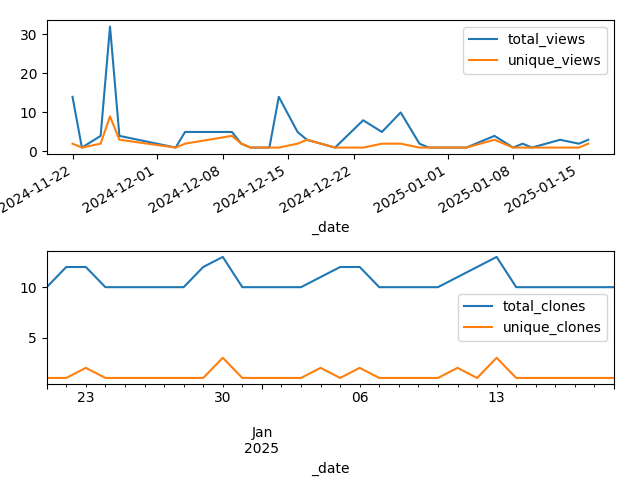 30
20
10
0
total_views
unique_views
2024-11-22
2024-12-01
2024-12-08
2024-12-15
2024-12-22
2025-01-01
2025-01-08
2025-01-15
_date
10
5
total_clones
unique_clones
23
30
06
13
Jan
2025
_date